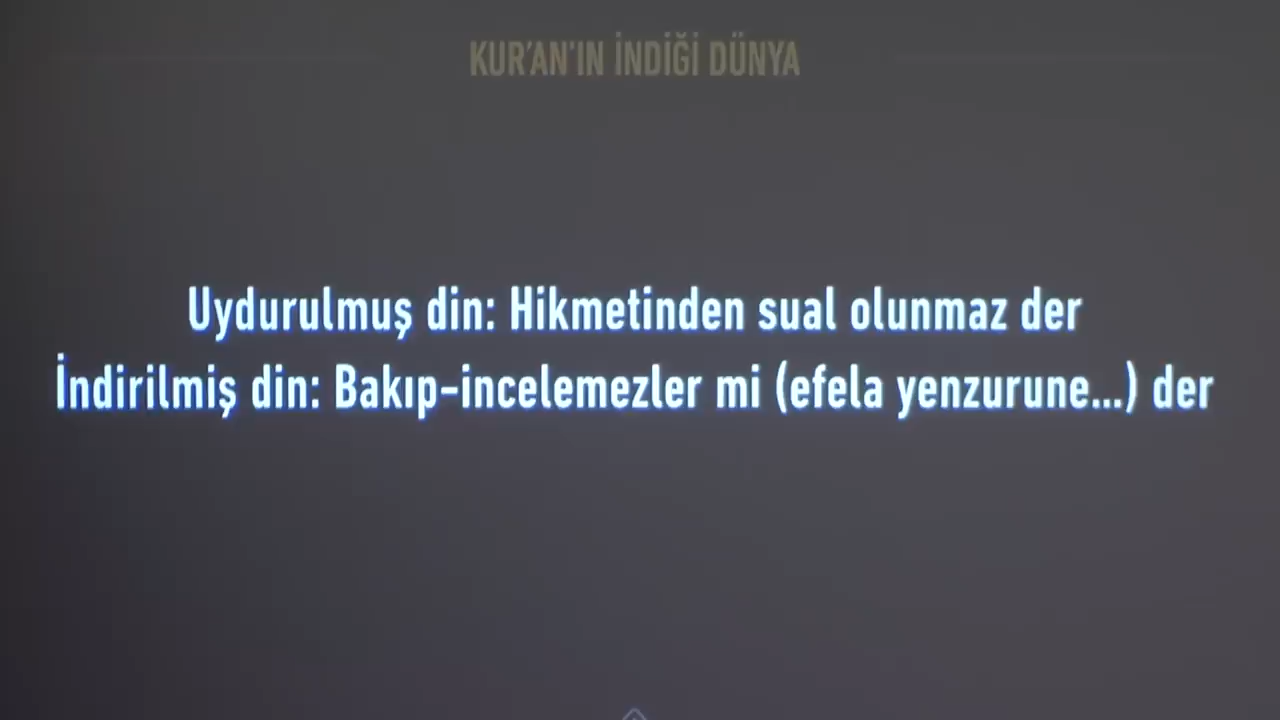 KUR'AN'IN İNDİĞİ DÜNYA
Uydurulmuş din: Hikmetinden sual olunmaz der
İndirilmiş din: Bakıp-incelemezler mi (efela yenzurune...) der